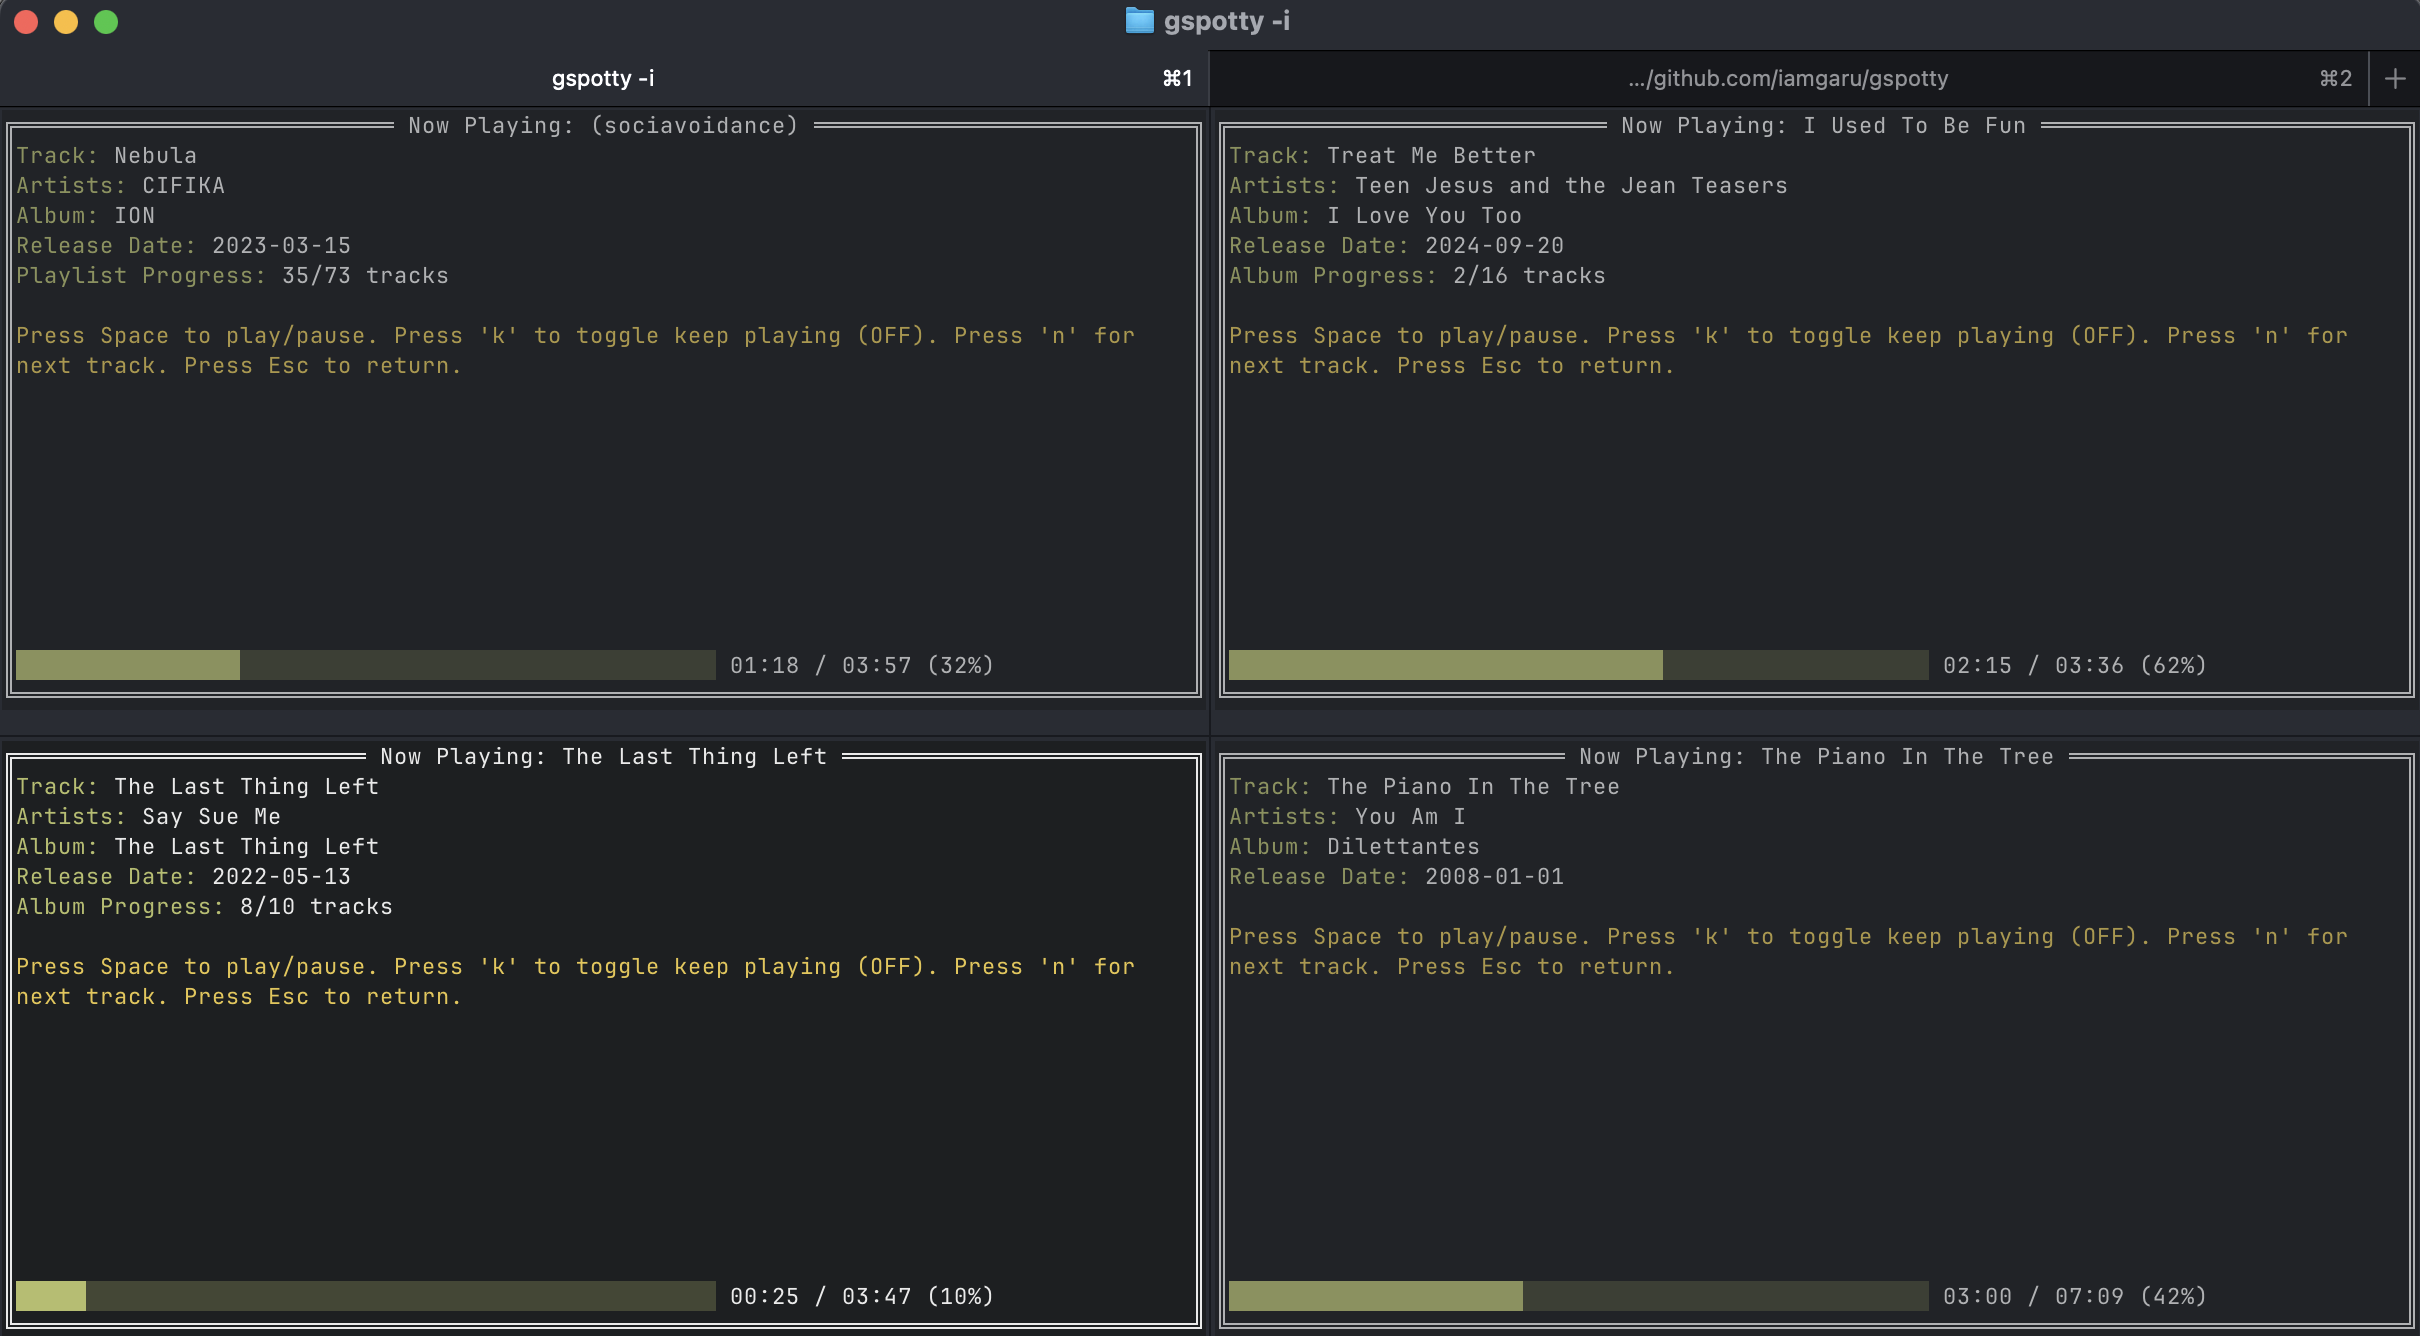 gspotty -i
gspotty -i ⌘1
.../github.com/iamgaru/gspotty ⌘2 +
Now Playing: (sociavoidance)
Track: Nebula
Artists: CIFIKA
Album: ION
Release Date: 2023-03-15
Playlist Progress: 35/73 tracks
Press Space to play/pause. Press 'k' to toggle keep playing (OFF). Press 'n' for
next track. Press Esc to return.
01:18 / 03:57 (32%)
Now Playing: I Used To Be Fun
Track: Treat Me Better
Artists: Teen Jesus and the Jean Teasers
Album: I Love You Too
Release Date: 2024-09-20
Album Progress: 2/16 tracks
Press Space to play/pause. Press 'k' to toggle keep playing (OFF). Press 'n' for
next track. Press Esc to return.
02:15 / 03:36 (62%)
Now Playing: The Last Thing Left
Track: The Last Thing Left
Artists: Say Sue Me
Album: The Last Thing Left
Release Date: 2022-05-13
Album Progress: 8/10 tracks
Press Space to play/pause. Press 'k' to toggle keep playing (OFF). Press 'n' for
next track. Press Esc to return.
00:25 / 03:47 (10%)
Now Playing: The Piano In The Tree
Track: The Piano In The Tree
Artists: You Am I
Album: Dilettantes
Release Date: 2008-01-01
Press Space to play/pause. Press 'k' to toggle keep playing (OFF). Press 'n' for
next track. Press Esc to return.
03:00 / 07:09 (42%)